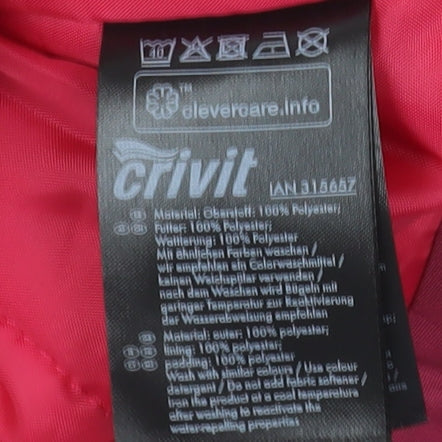 40
TM
clevercare.info
crivit
IAN 315657
Material: Oberstoff: 100% Polyester;
Futter: 100% Polyester;
Wattierung: 100% Polyester
Mit ähnlichen Farben waschen /
wir empfehlen ein Colorwaschmittel /
keinen Weichspüler verwenden /
nach dem Waschen wird Bügeln mit
geringer Temperatur zur Reaktivierung
der Wasserabweisung empfohlen
Material: outer: 100% polyester;
lining: 100% polyester;
padding: 100% polyester
Wash with similar colours / Use colour
detergent / Do not add fabric softener /
Iron the product at a cool temperature
after washing to reactivate the
water-repelling properties